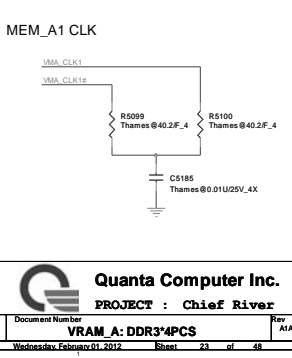 MEM_A1 CLK
VMA_CLK1
VMA_CLK1#
R5099
Thames@40.2/F_4
R5100
Thames@40.2/F_4
C5185
Thames@0.01U/25V_4X
Quanta Computer Inc.
PROJECT : Chief River
Document Number
Rev
VRAM_A: DDR3*4PCS
A1A
Wednesday, February 01, 2012
Sheet 23 of 48
1